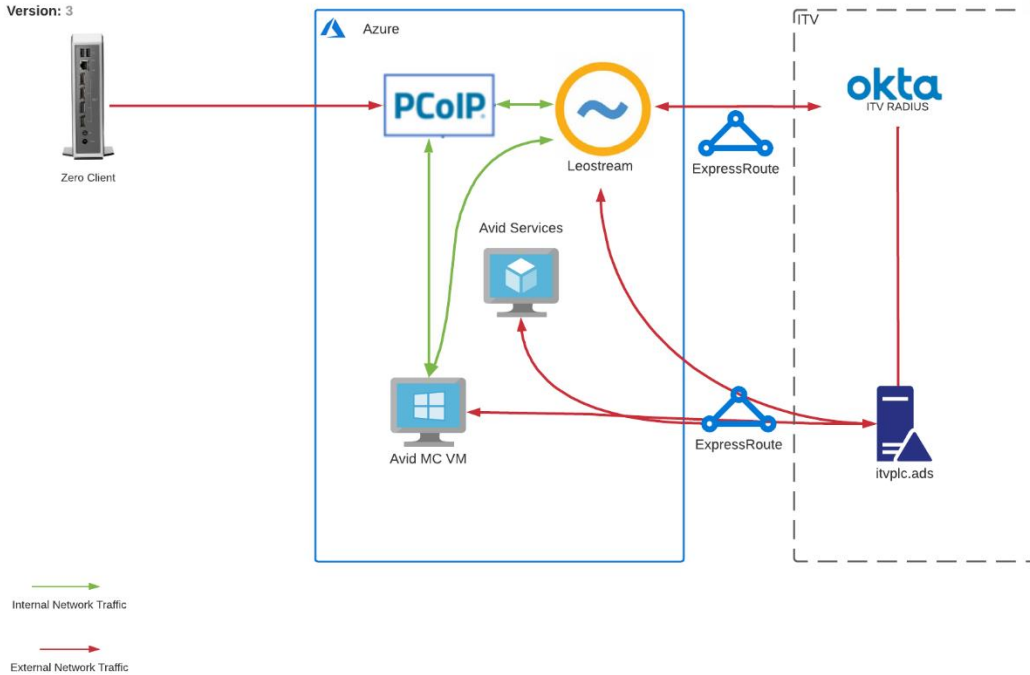 Version: 3
Azure
ITV
PCoIP
okta
ITV RADIUS
Zero Client
Leostream
ExpressRoute
Avid Services
Avid MC VM
ExpressRoute
itvplc.ads
Internal Network Traffic
External Network Traffic